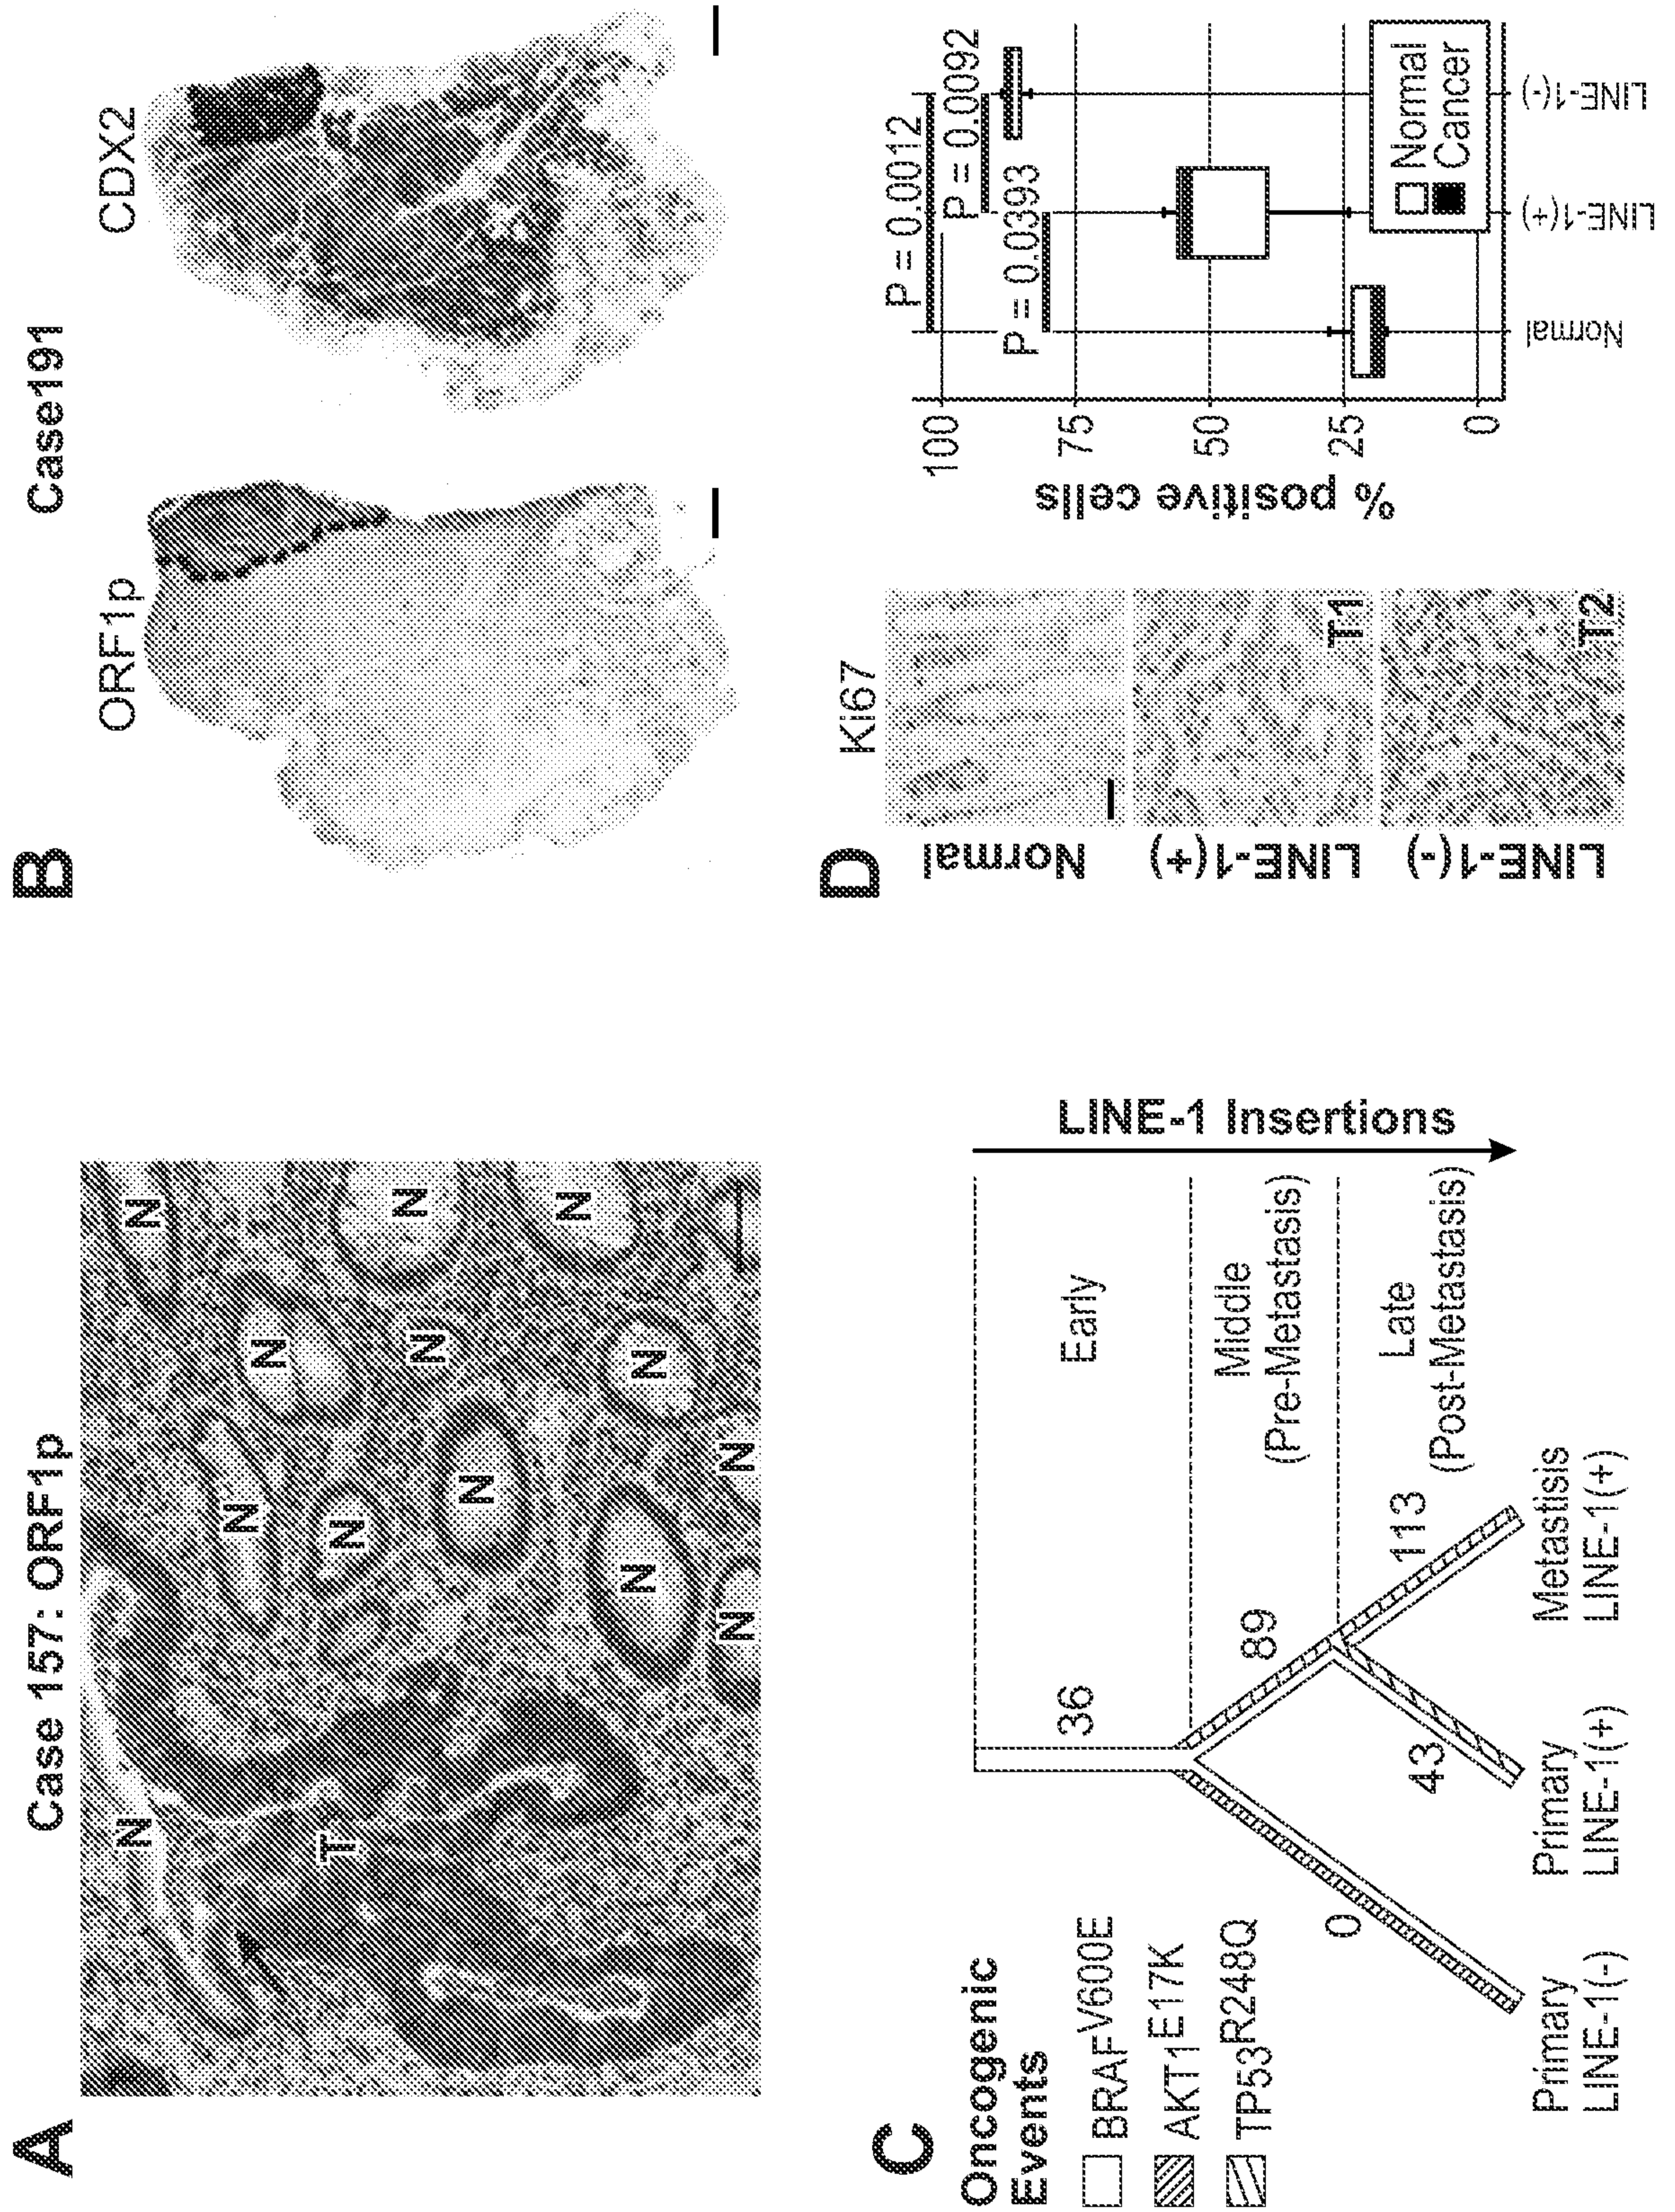 A
Case 157: ORF1p
N
N
N
N
N
N
N
N
N
N
N
N
N
N
T
B
Case191
ORF1p
CDX2
C
Oncogenic
Events
BRAFV600E
AKT1E17K
TP53R248Q
36
89
0
43
113
Early
Middle
(Pre-Metastasis)
Late
(Post-Metastasis)
LINE-1 Insertions
Primary
LINE-1(-)
Primary
LINE-1(+)
Metastisis
LINE-1(+)
D
Ki67
Normal
LINE-1(+)
T1
LINE-1(-)
T2
% positive cells
100
75
50
25
0
P = 0.0012
P = 0.0092
P = 0.0393
Normal
LINE-1(+)
LINE-1(-)
Normal
Cancer